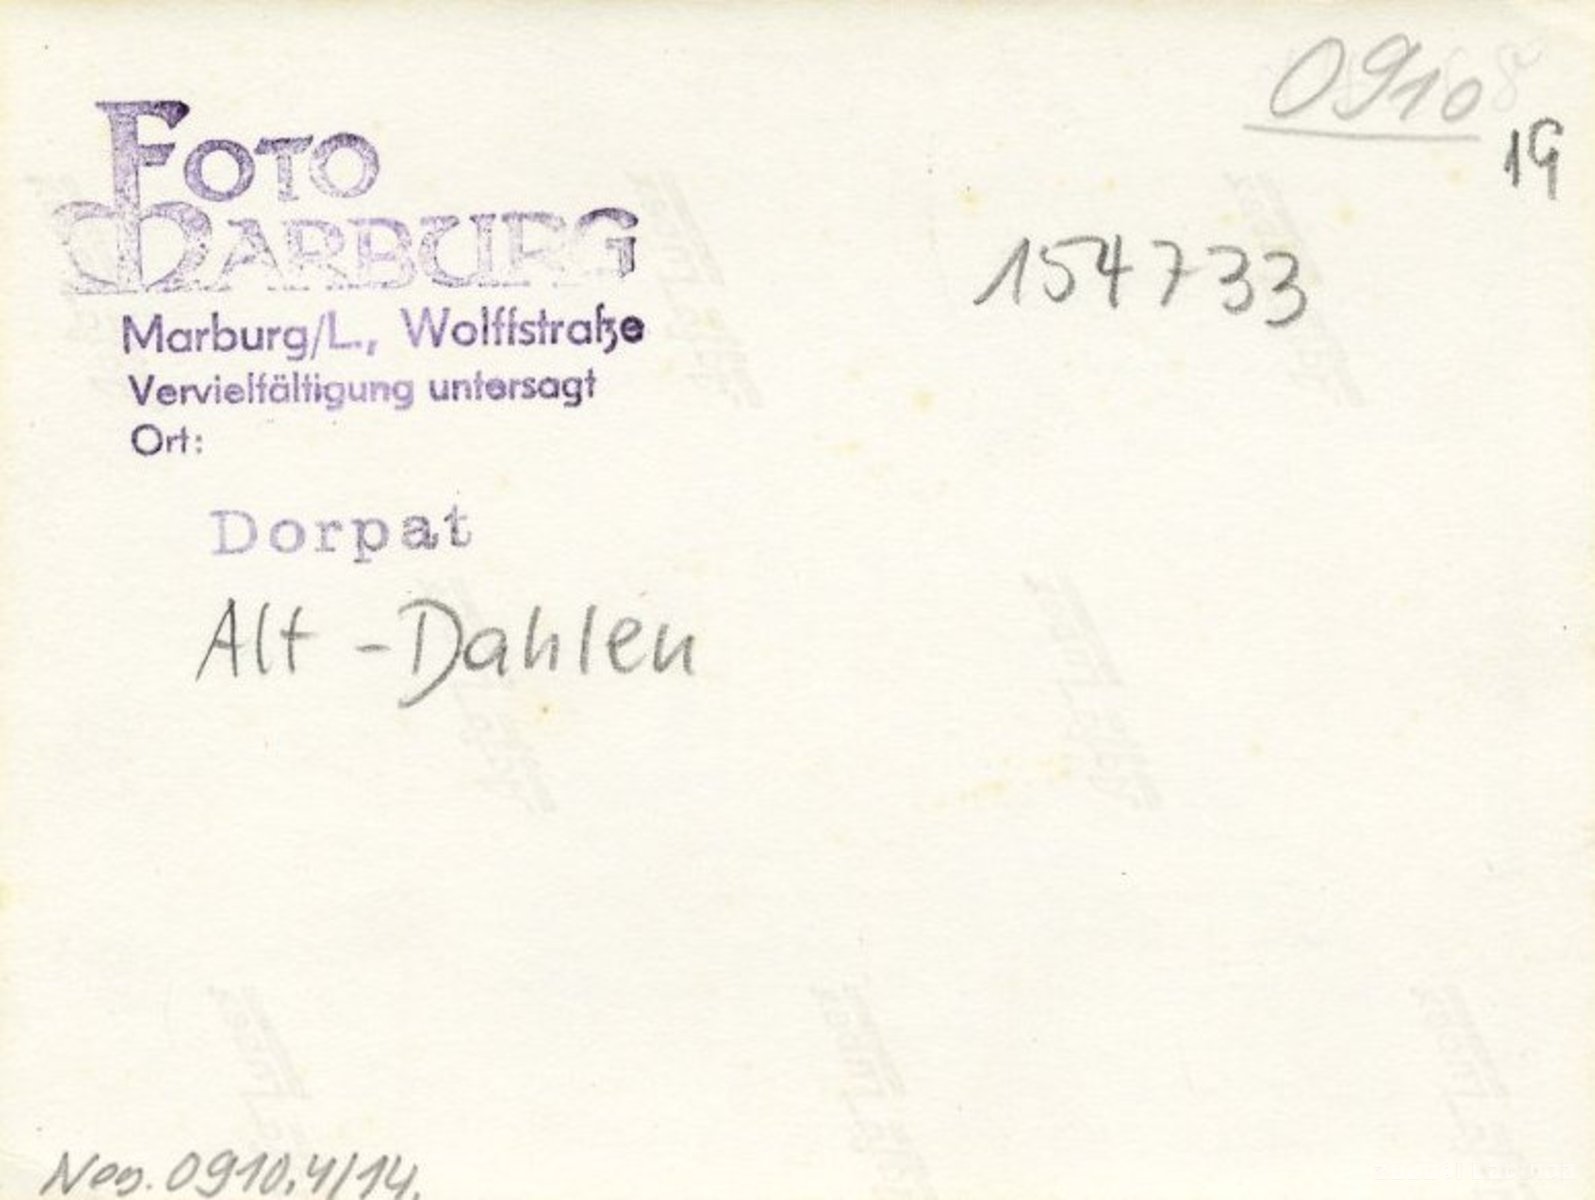 0910
19
FOTO
MARBURG
154733
Marburg/L., Wolffstraße
Vervielfältigung untersagt
Ort:
Dorpat
Alt-Dahlen
Neg. 0910.4/14.